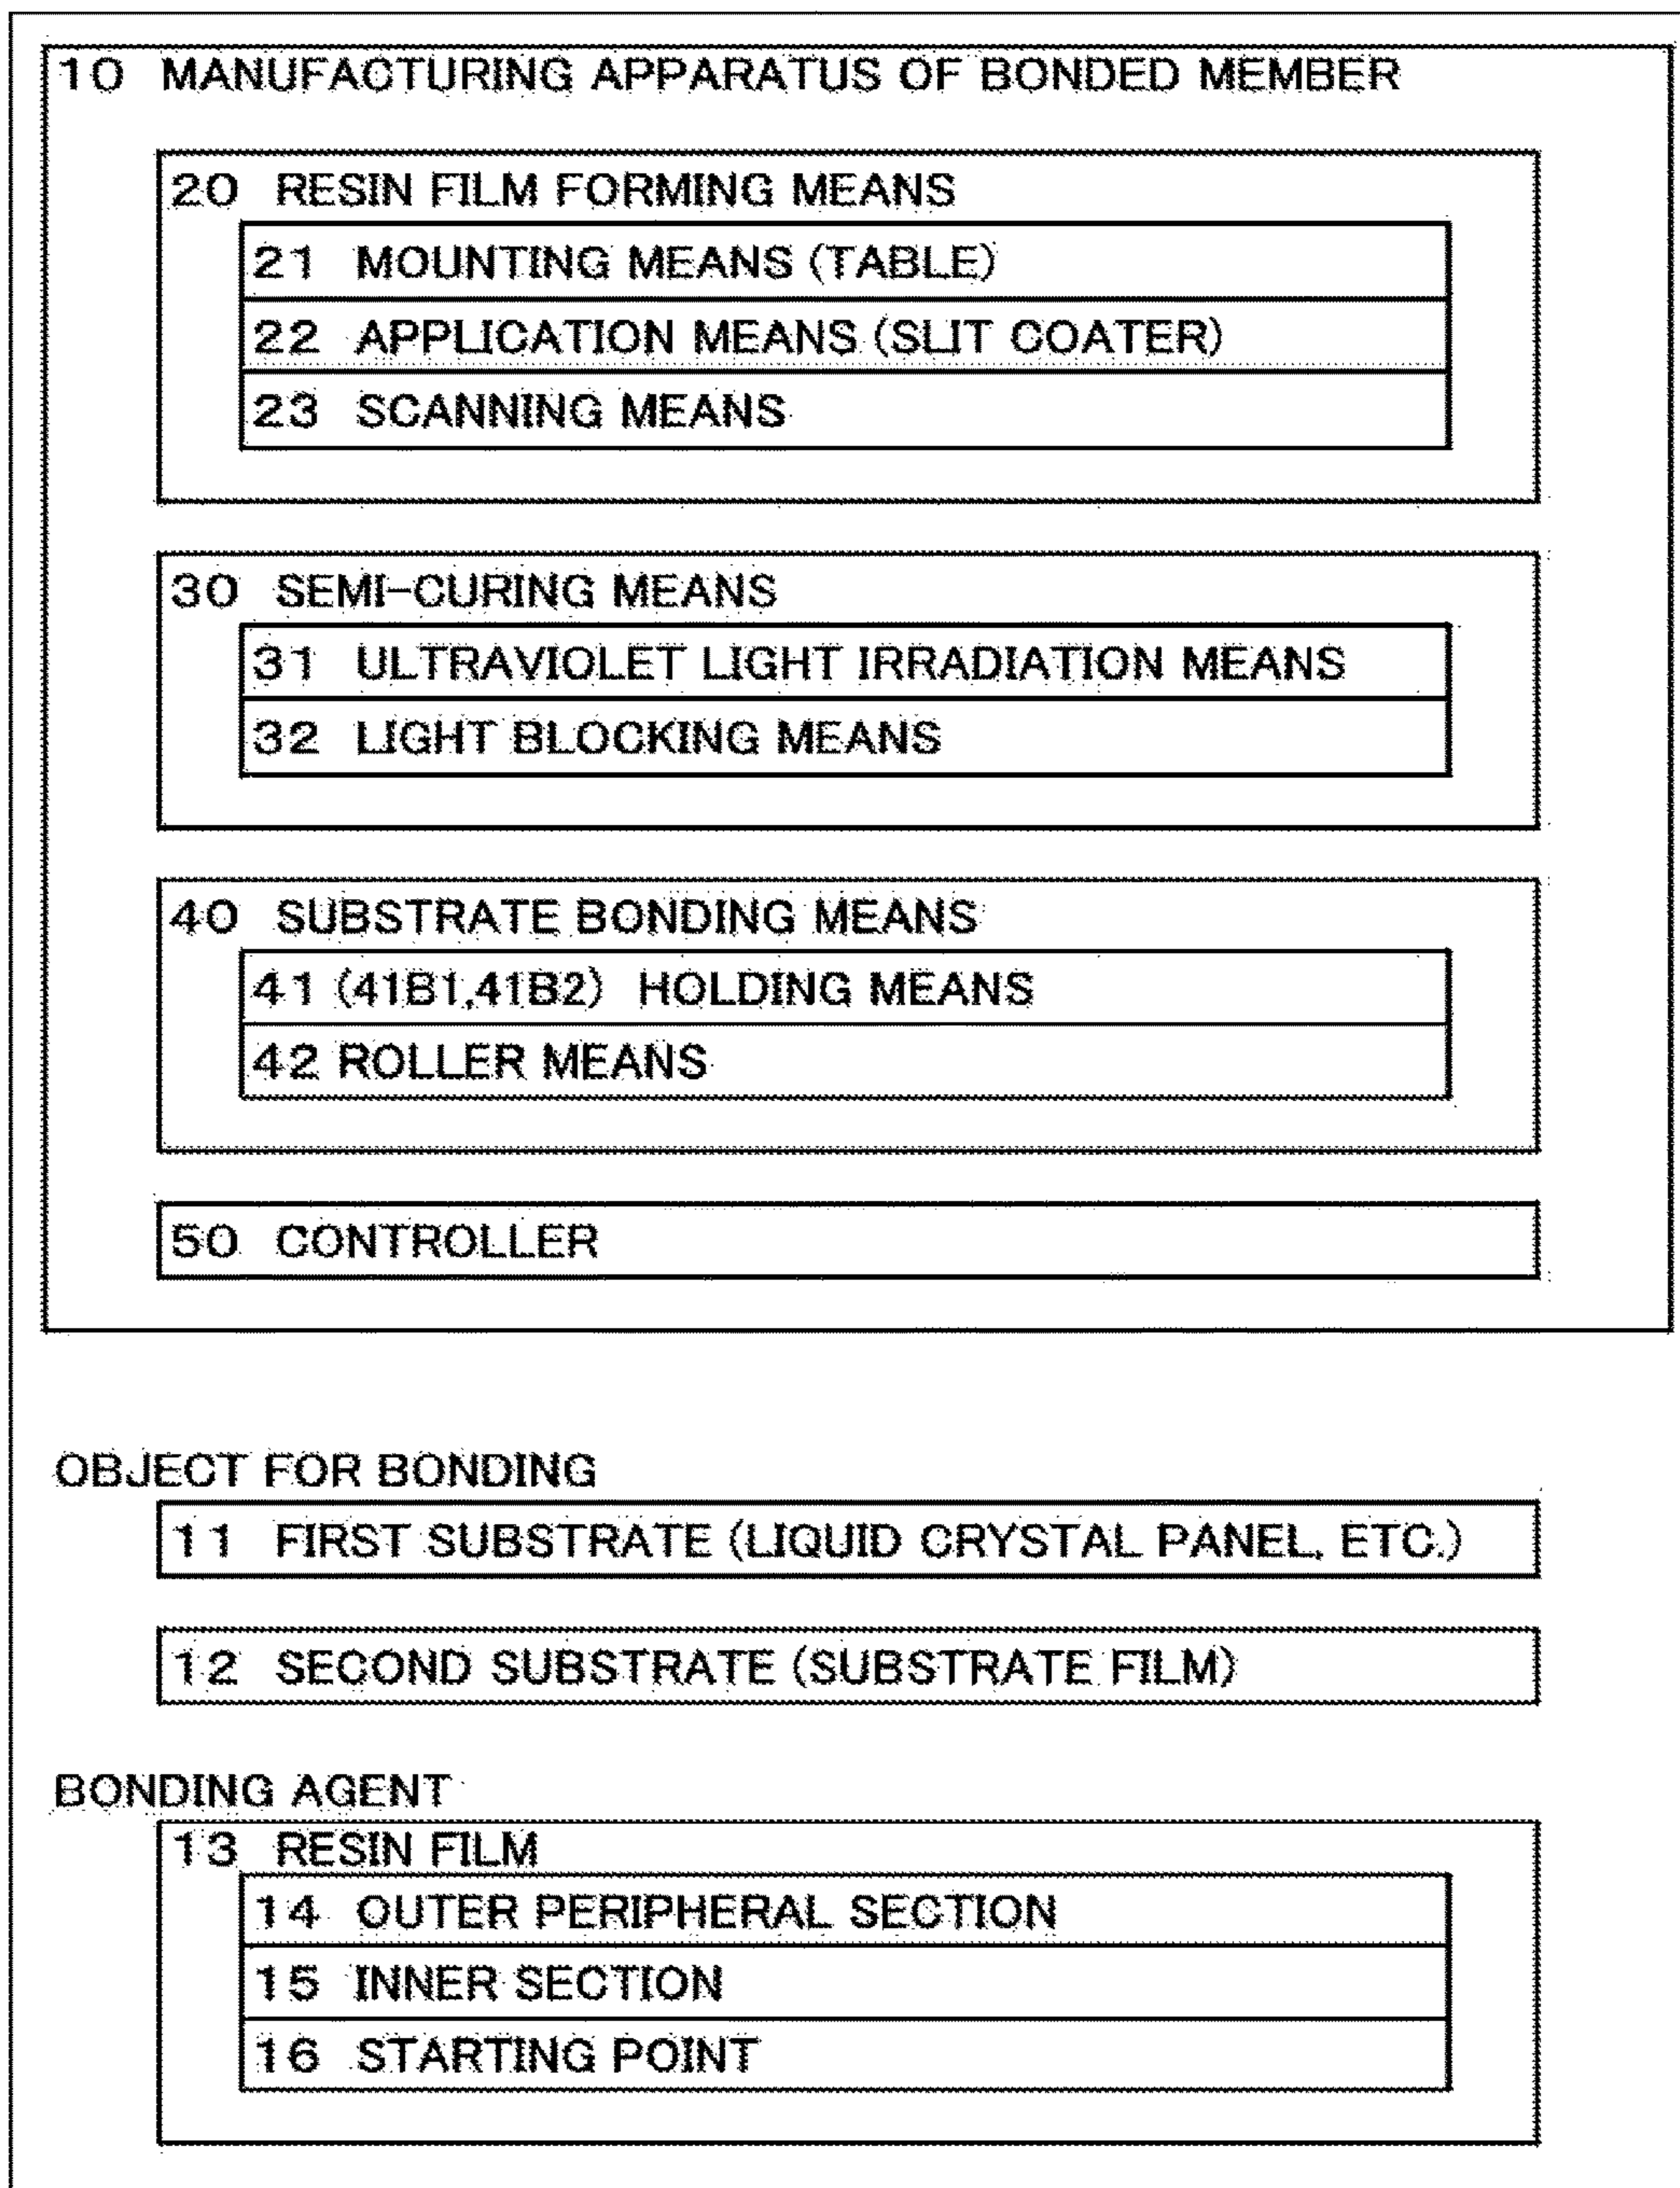 10 MANUFACTURING APPARATUS OF BONDED MEMBER
20 RESIN FILM FORMING MEANS
21 MOUNTING MEANS (TABLE)
22 APPLICATION MEANS (SLIT COATER)
23 SCANNING MEANS
30 SEMI-CURING MEANS
31 ULTRAVIOLET LIGHT IRRADIATION MEANS
32 LIGHT BLOCKING MEANS
40 SUBSTRATE BONDING MEANS
41 (41B1,41B2) HOLDING MEANS
42 ROLLER MEANS
50 CONTROLLER
OBJECT FOR BONDING
11 FIRST SUBSTRATE (LIQUID CRYSTAL PANEL, ETC.)
12 SECOND SUBSTRATE (SUBSTRATE FILM)
BONDING AGENT
13 RESIN FILM
14 OUTER PERIPHERAL SECTION
15 INNER SECTION
16 STARTING POINT